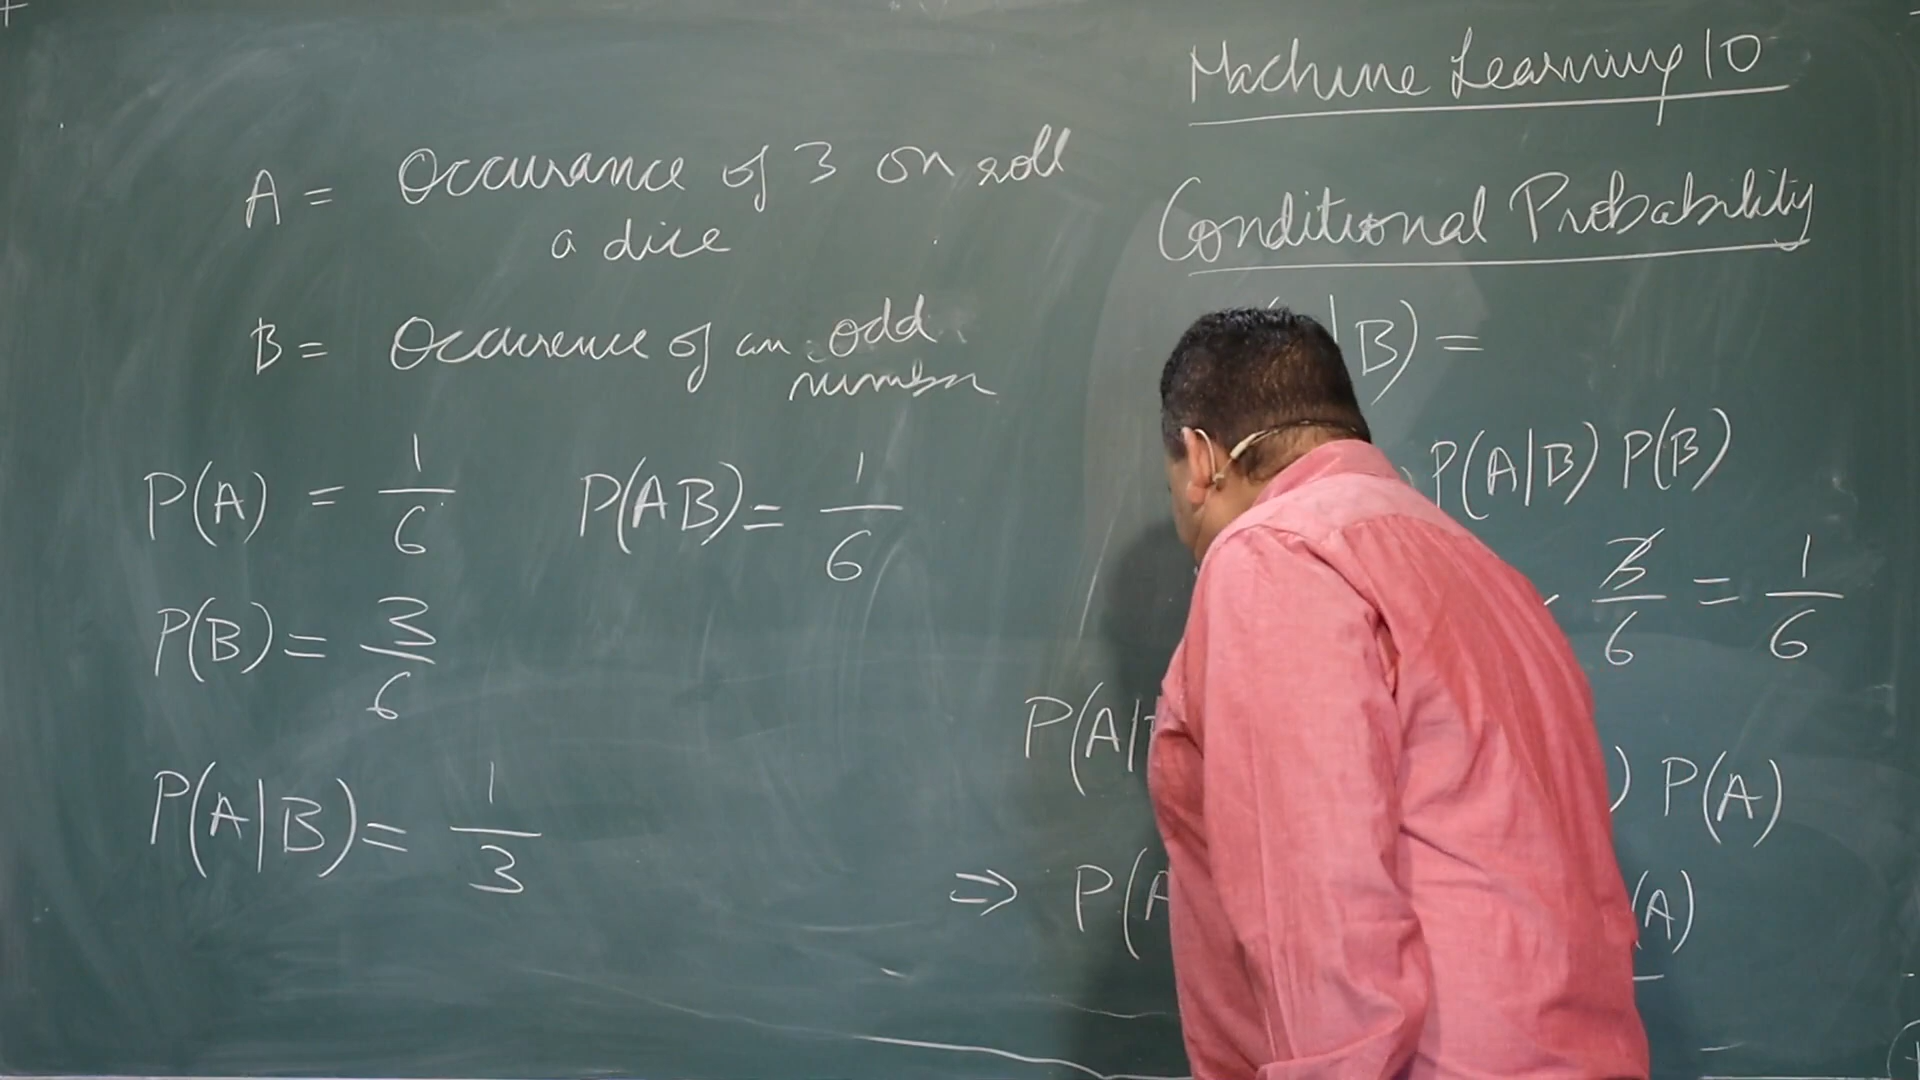 Machine Learning 10
Conditional Probability
A = Occurance of 3 on roll
a dice
B = Occurence of an odd
number
P(A) = 1/6
P(AB) = 1/6
P(B) = 3/6
P(A|B) = 1/3
|B) =
P(A|B) P(B)
3/6 = 1/6
P(A|
) P(A)
⇒ P(A
(A)